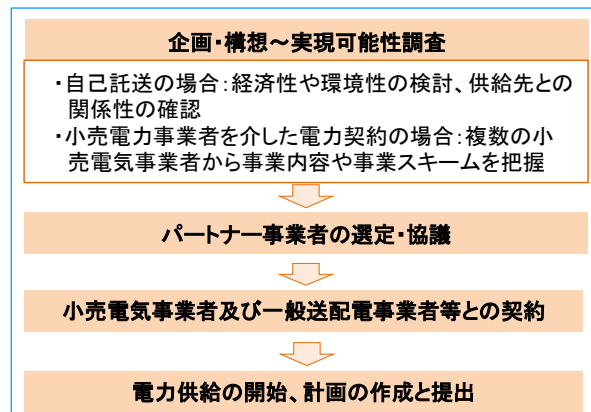 企画・構想～実現可能性調査
・自己託送の場合：経済性や環境性の検討、供給先との
関係性の確認
・小売電力事業者を介した電力契約の場合：複数の小
売電気事業者から事業内容や事業スキームを把握
パートナー事業者の選定・協議
小売電気事業者及び一般送配電事業者等との契約
電力供給の開始、計画の作成と提出